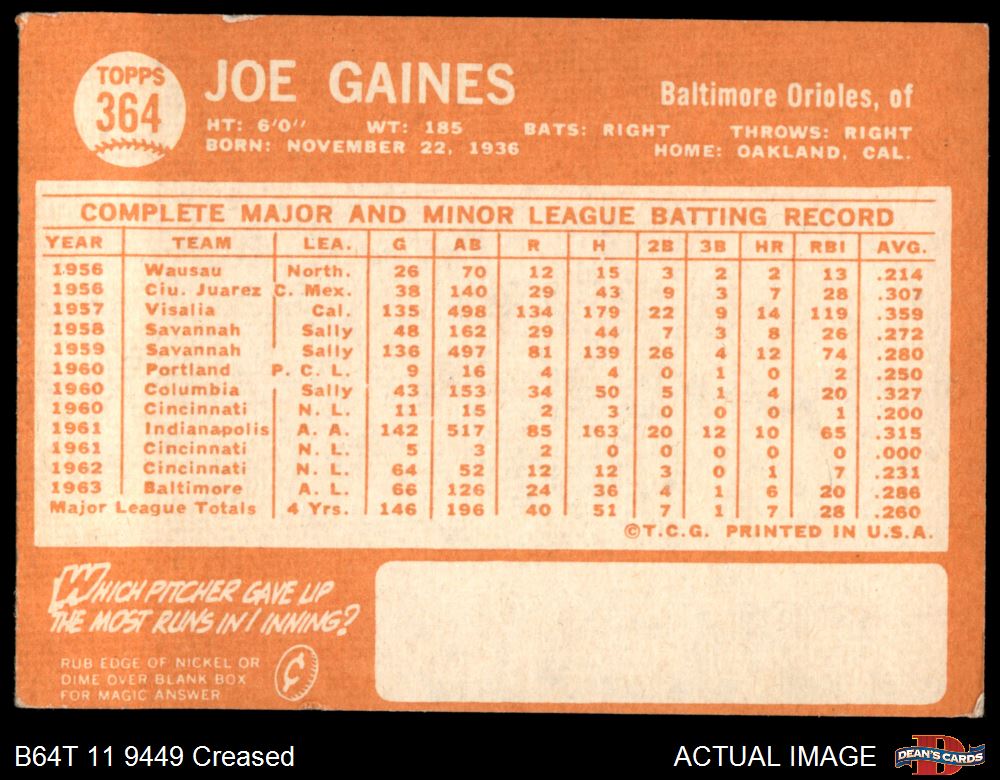 TOPPS
364
JOE GAINES
Baltimore Orioles, of
HT: 6'0'' WT: 185 BATS: RIGHT THROWS: RIGHT
BORN: NOVEMBER 22, 1936 HOME: OAKLAND, CAL.
COMPLETE MAJOR AND MINOR LEAGUE BATTING RECORD
YEAR TEAM LEA. G AB R H 2B 3B HR RBI AVG.
1956 Wausau North. 26 70 12 15 3 2 2 13 .214
1956 Ciu. Juarez C. Mex. 38 140 29 43 9 3 7 28 .307
1957 Visalia Cal. 135 498 134 179 22 9 14 119 .359
1958 Savannah Sally 48 162 29 44 7 3 8 26 .272
1959 Savannah Sally 136 497 81 139 26 4 12 74 .280
1960 Portland P. C. L. 9 16 4 4 0 1 0 2 .250
1960 Columbia Sally 43 153 34 50 5 1 4 20 .327
1960 Cincinnati N. L. 11 15 2 3 0 0 0 1 .200
1961 Indianapolis A. A. 142 517 85 163 20 12 10 65 .315
1961 Cincinnati N. L. 5 3 2 0 0 0 0 0 .000
1962 Cincinnati N. L. 64 52 12 12 3 0 1 7 .231
1963 Baltimore A. L. 66 126 24 36 4 1 6 20 .286
Major League Totals 4 Yrs. 146 196 40 51 7 1 7 28 .260
©T.C.G. PRINTED IN U.S.A.
WHICH PITCHER GAVE UP
THE MOST RUNS IN 1 INNING?
RUB EDGE OF NICKEL OR
DIME OVER BLANK BOX
FOR MAGIC ANSWER
¢
B64T 11 9449 Creased
ACTUAL IMAGE
D
DEAN'S CARDS